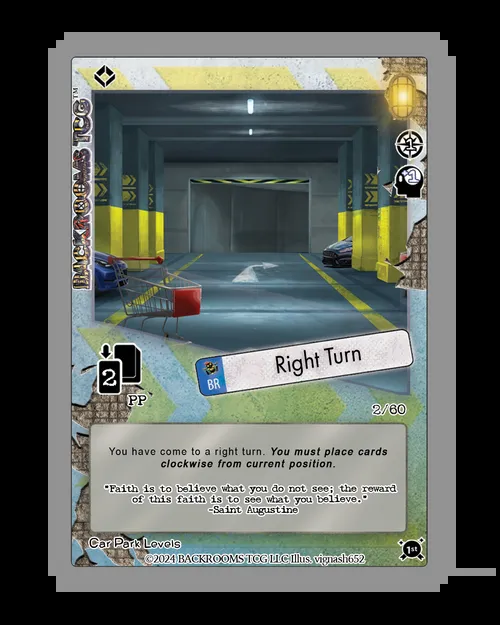 BACKROOMS TCG™
1
1
2
PP
BR
Right Turn
2/60
You have come to a right turn. You must place cards
clockwise from current position.
"Faith is to believe what you do not see; the reward
of this faith is to see what you believe."
-Saint Augustine
Car Park Levels
©2024 BACKROOMS TCG LLC Illus. vignash652
1st